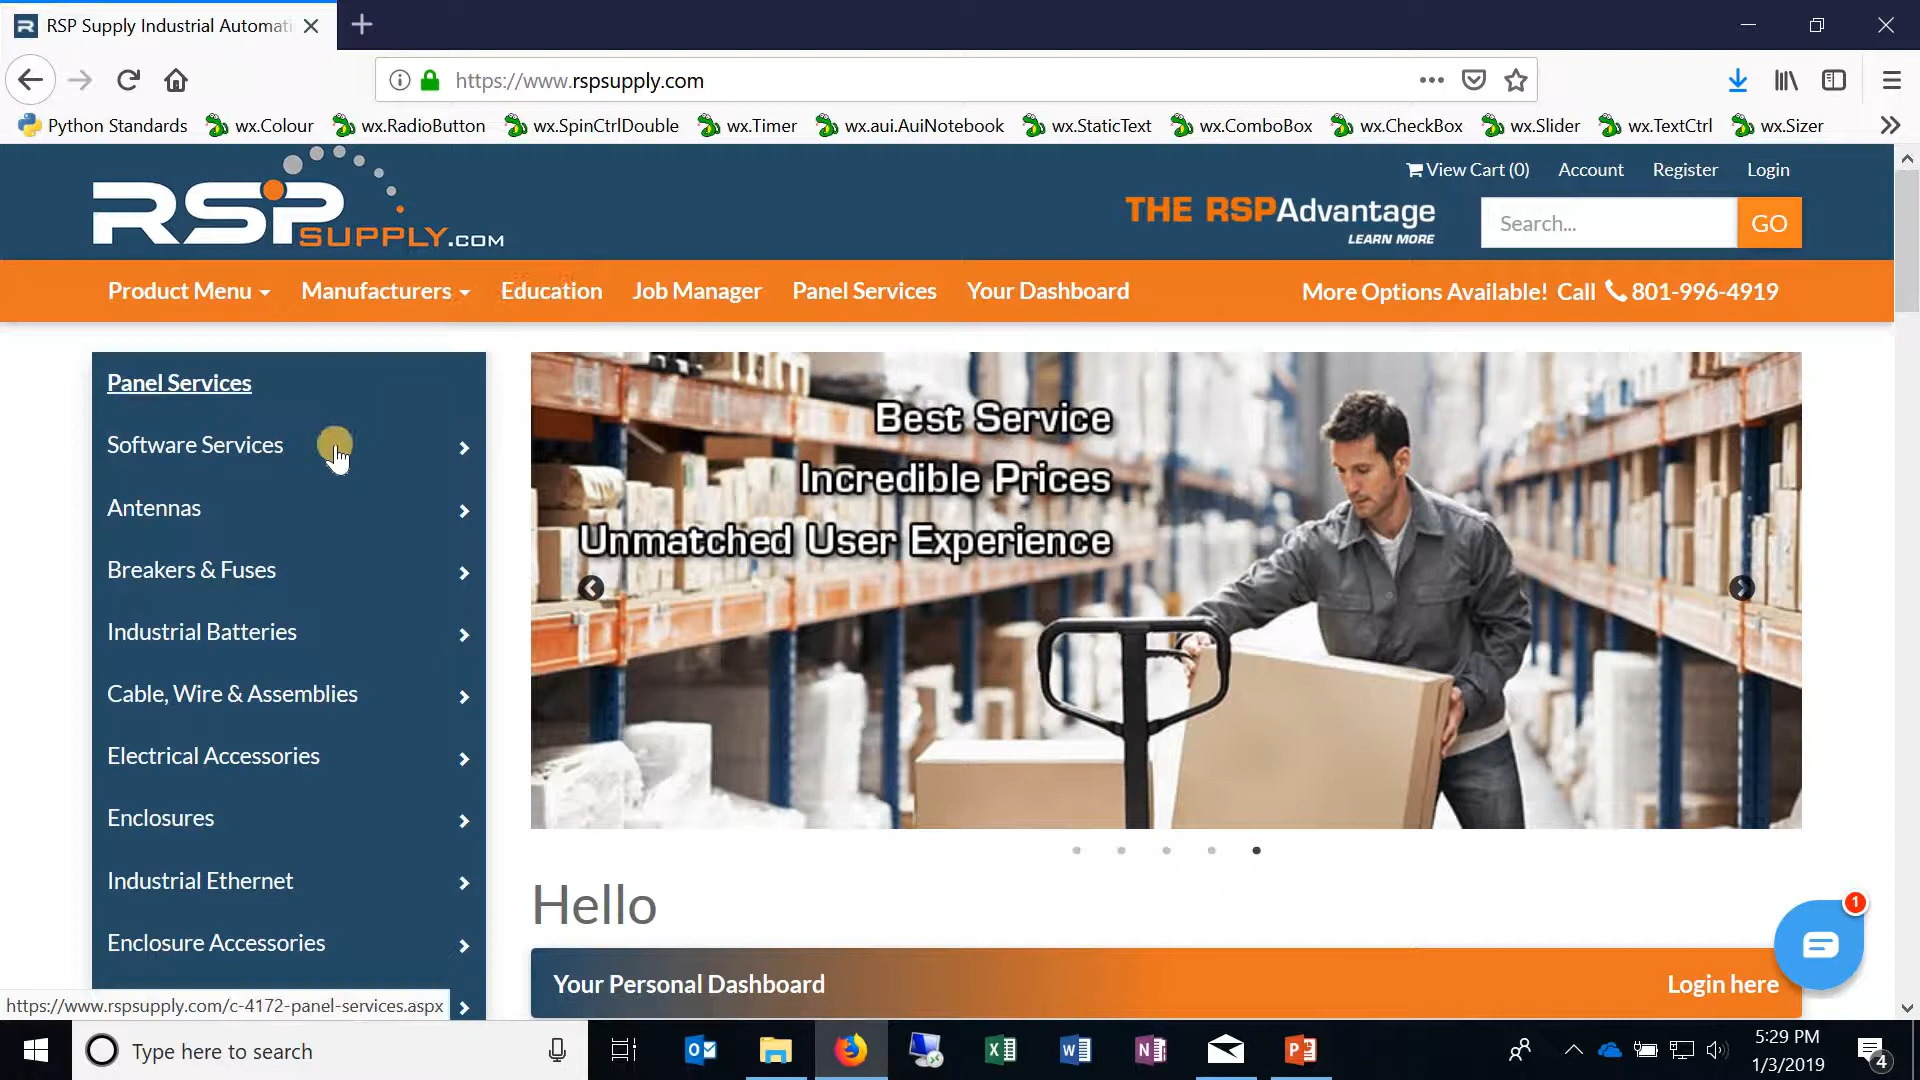 RSP Supply Industrial Automati
https://www.rspsupply.com
Python Standards
wx.Colour
wx.RadioButton
wx.SpinCtrlDouble
wx.Timer
wx.aui.AuiNotebook
wx.StaticText
wx.ComboBox
wx.CheckBox
wx.Slider
wx.TextCtrl
wx.Sizer
View Cart (0)
Account
Register
Login
RSP SUPPLY.COM
THE RSPAdvantage
LEARN MORE
Search...
GO
Product Menu
Manufacturers
Education
Job Manager
Panel Services
Your Dashboard
More Options Available! Call 801-996-4919
Panel Services
Software Services
Antennas
Breakers & Fuses
Industrial Batteries
Cable, Wire & Assemblies
Electrical Accessories
Enclosures
Industrial Ethernet
Enclosure Accessories
Best Service
Incredible Prices
Unmatched User Experience
Hello
1
Your Personal Dashboard
Login here
https://www.rspsupply.com/c-4172-panel-services.aspx
Type here to search
5:29 PM
1/3/2019
4